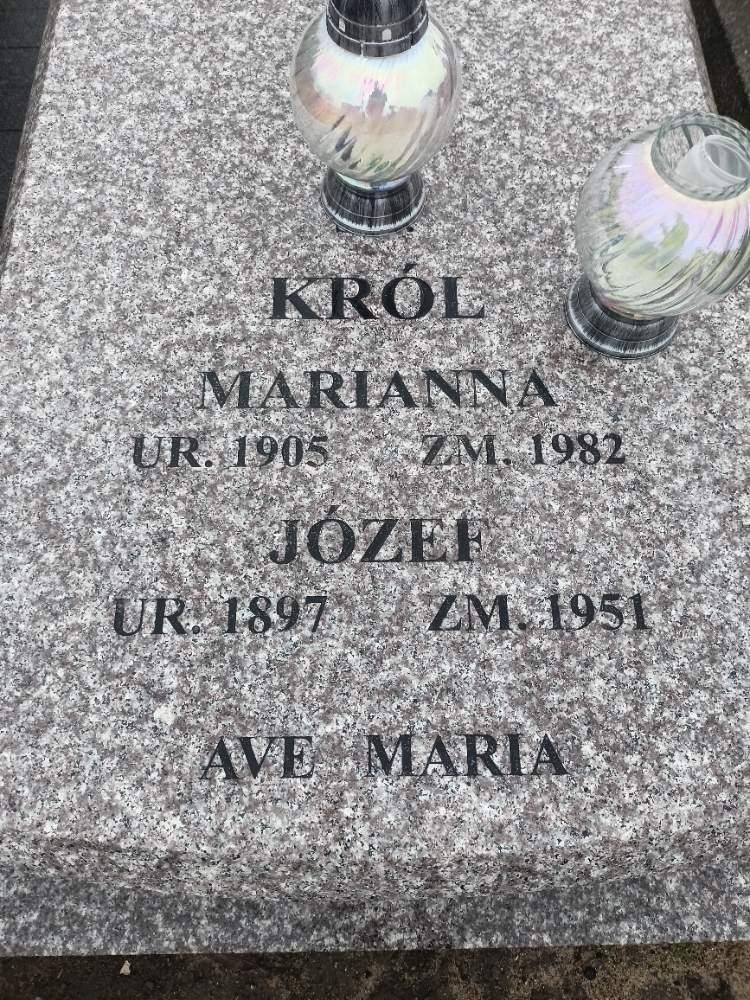 KRÓL
MARIANNA
UR. 1905 ZM. 1982
JÓZEF
UR. 1897 ZM. 1951
AVE MARIA